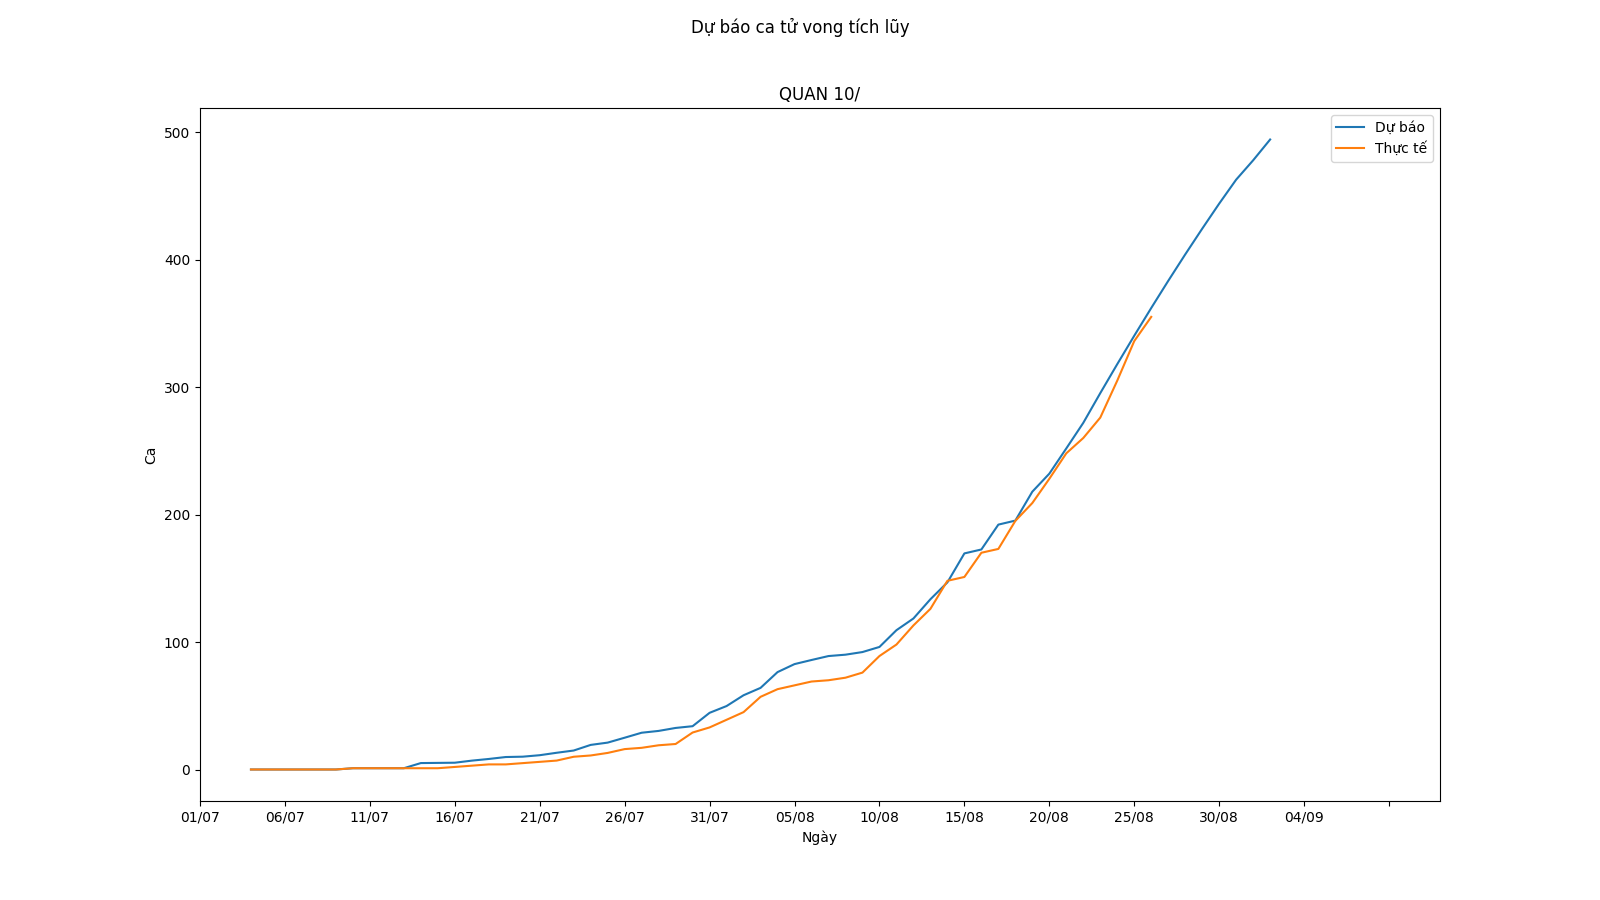 Dự báo ca tử vong tích lũy
QUAN 10/
Dự báo
Thực tế
500
400
300
200
100
0
Ca
01/07 06/07 11/07 16/07 21/07 26/07 31/07 05/08 10/08 15/08 20/08 25/08 30/08 04/09
Ngày